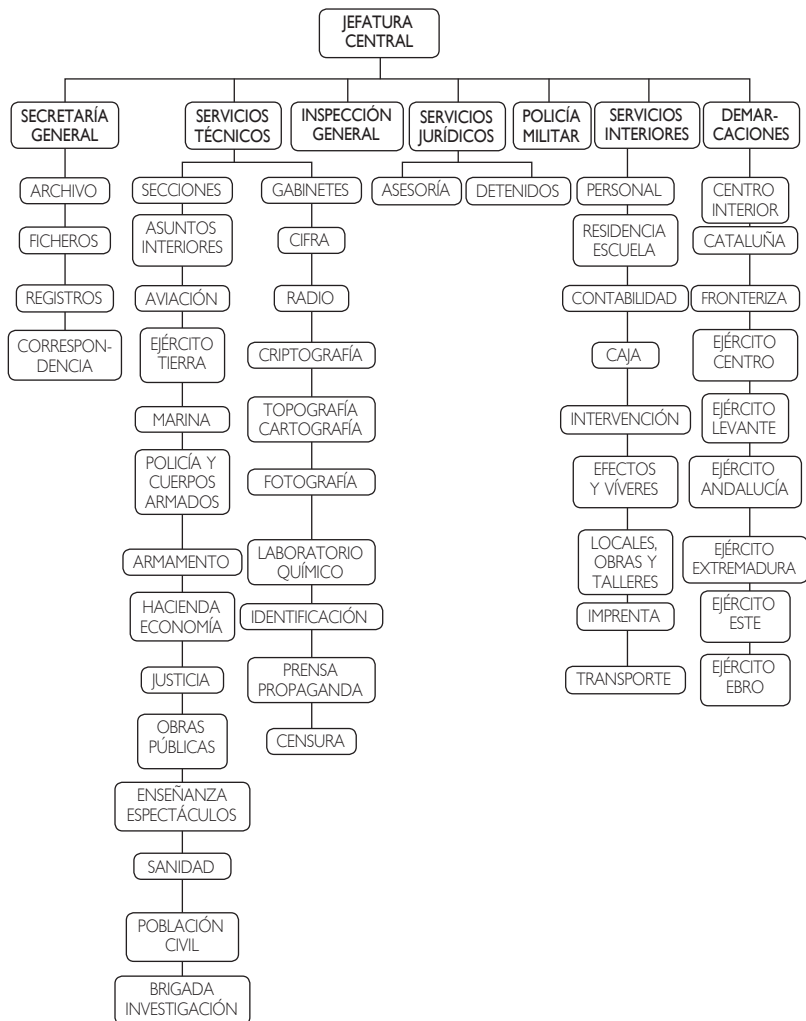 JEFATURA
CENTRAL
SECRETARÍA
GENERAL
SERVICIOS
TÉCNICOS
INSPECCIÓN
GENERAL
SERVICIOS
JURÍDICOS
POLICÍA
MILITAR
SERVICIOS
INTERIORES
DEMAR-
CACIONES
ARCHIVO
FICHEROS
REGISTROS
CORRESPON-
DENCIA
SECCIONES
ASUNTOS
INTERIORES
AVIACIÓN
EJÉRCITO
TIERRA
MARINA
POLICÍA Y
CUERPOS
ARMADOS
ARMAMENTO
HACIENDA
ECONOMÍA
JUSTICIA
OBRAS
PÚBLICAS
ENSEÑANZA
ESPECTÁCULOS
SANIDAD
POBLACIÓN
CIVIL
BRIGADA
INVESTIGACIÓN
GABINETES
CIFRA
RADIO
CRIPTOGRAFÍA
TOPOGRAFÍA
CARTOGRAFÍA
FOTOGRAFÍA
LABORATORIO
QUÍMICO
IDENTIFICACIÓN
PRENSA
PROPAGANDA
CENSURA
ASESORÍA
DETENIDOS
PERSONAL
RESIDENCIA
ESCUELA
CONTABILIDAD
CAJA
INTERVENCIÓN
EFECTOS
Y VÍVERES
LOCALES,
OBRAS Y
TALLERES
IMPRENTA
TRANSPORTE
CENTRO
INTERIOR
CATALUÑA
FRONTERIZA
EJÉRCITO
CENTRO
EJÉRCITO
LEVANTE
EJÉRCITO
ANDALUCÍA
EJÉRCITO
EXTREMADURA
EJÉRCITO
ESTE
EJÉRCITO
EBRO